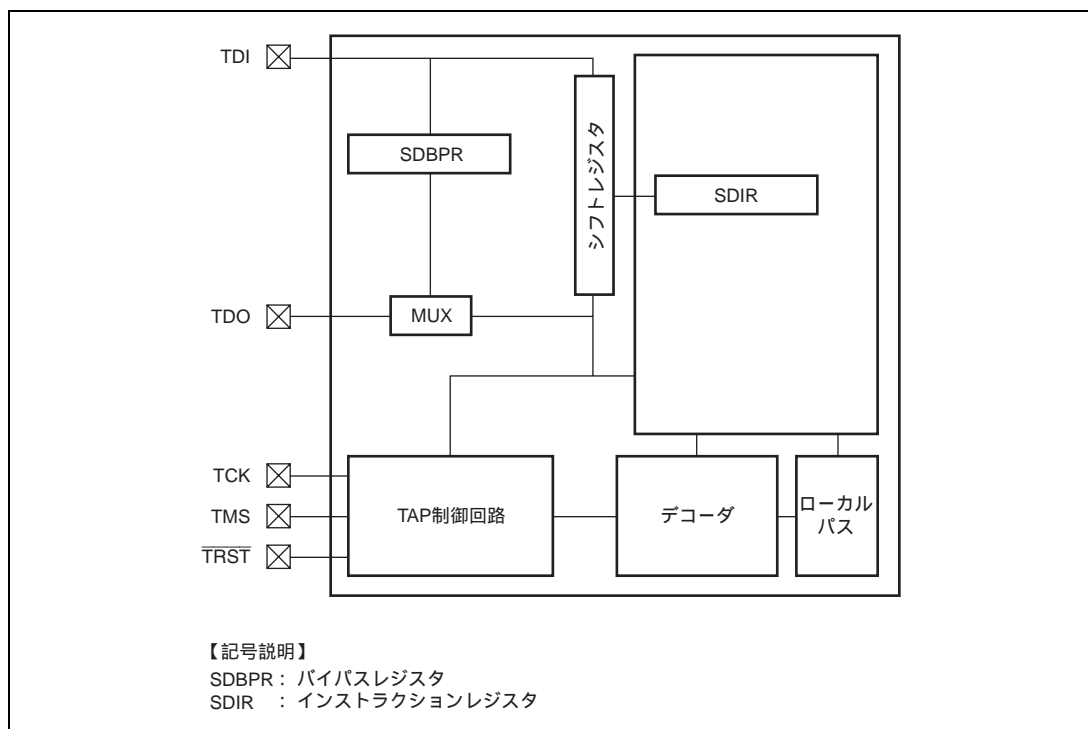 TDI
SDBPR
シフトレジスタ
SDIR
TDO
MUX
TCK
TMS
TRST
TAP制御回路
デコーダ
ローカル
パス
【記号説明】
SDBPR： バイパスレジスタ
SDIR ： インストラクションレジスタ